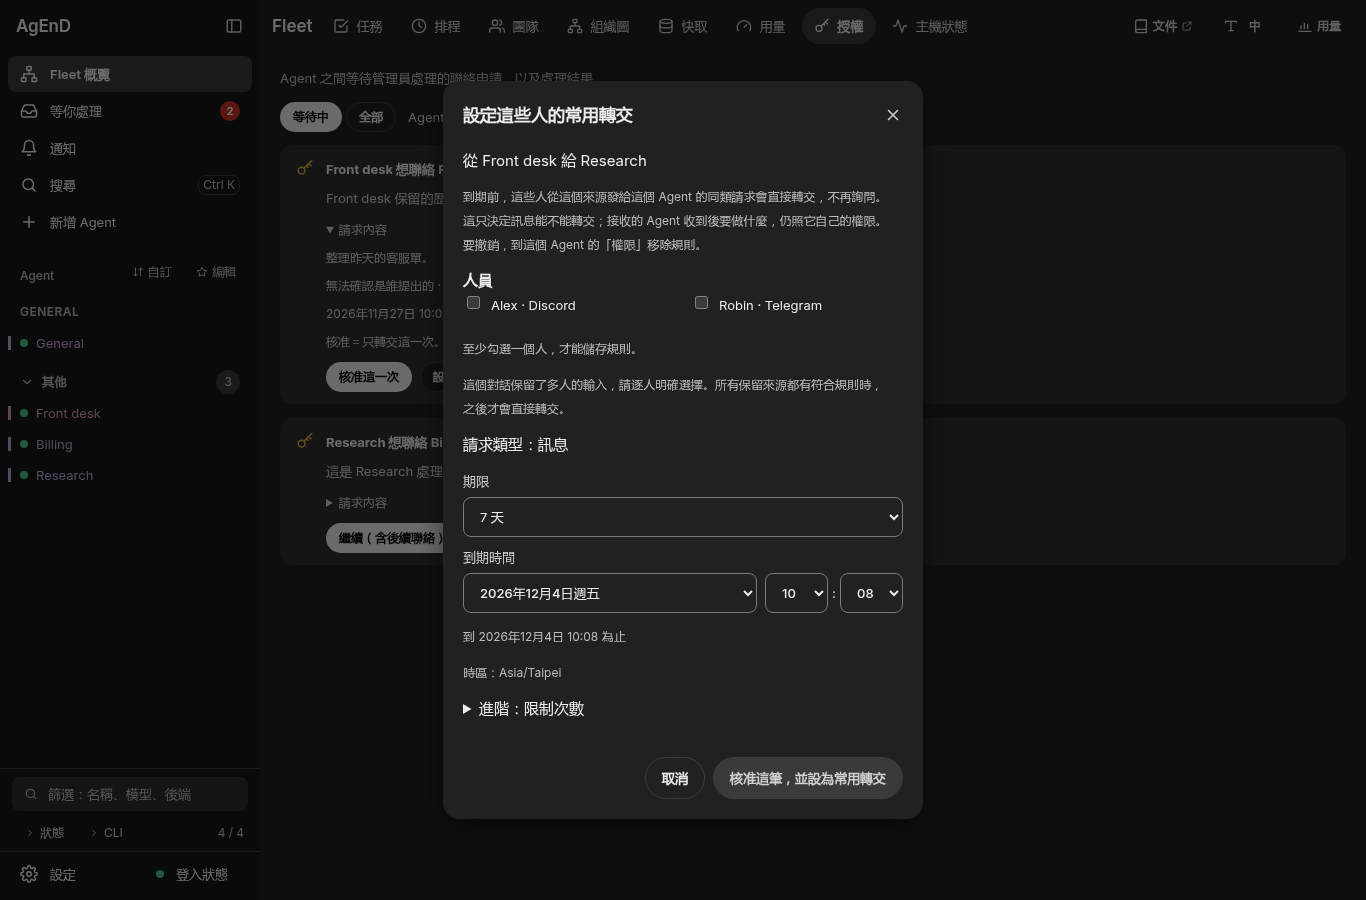 AgEnD
Fleet
任務
排程
團隊
組織圖
快取
用量
授權
主機狀態
文件
中
用量
Fleet 概覽
等你處理
2
通知
搜尋
Ctrl K
新增 Agent
Agent
自訂
編輯
GENERAL
General
其他
3
Front desk
Billing
Research
篩選：名稱、模型、後端
狀態
CLI
4 / 4
設定
登入狀態
Agent 之間等待管理員處理的聯絡申請，以及處理結果。
等待中
全部
Agent
Front desk 想聯絡
Front desk 保留的
請求內容
整理昨天的客服單。
無法確認是誰提出的 ·
2026年11月27日 10:0
核准 = 只轉交這一次。
核准這一次
設
Research 想聯絡 Bi
這是 Research 處理
請求內容
繼續（含後續聯絡）
設定這些人的常用轉交
從 Front desk 給 Research
到期前，這些人從這個來源發給這個 Agent 的同類請求會直接轉交，不再詢問。
這只決定訊息能不能轉交；接收的 Agent 收到後要做什麼，仍照它自己的權限。
要撤銷，到這個 Agent 的「權限」移除規則。
人員
Alex · Discord
Robin · Telegram
至少勾選一個人，才能儲存規則。
這個對話保留了多人的輸入，請逐人明確選擇。所有保留來源都有符合規則時，
之後才會直接轉交。
請求類型：訊息
期限
7 天
到期時間
2026年12月4日週五
10
:
08
到 2026年12月4日 10:08 為止
時區：Asia/Taipei
進階：限制次數
取消
核准這筆，並設為常用轉交